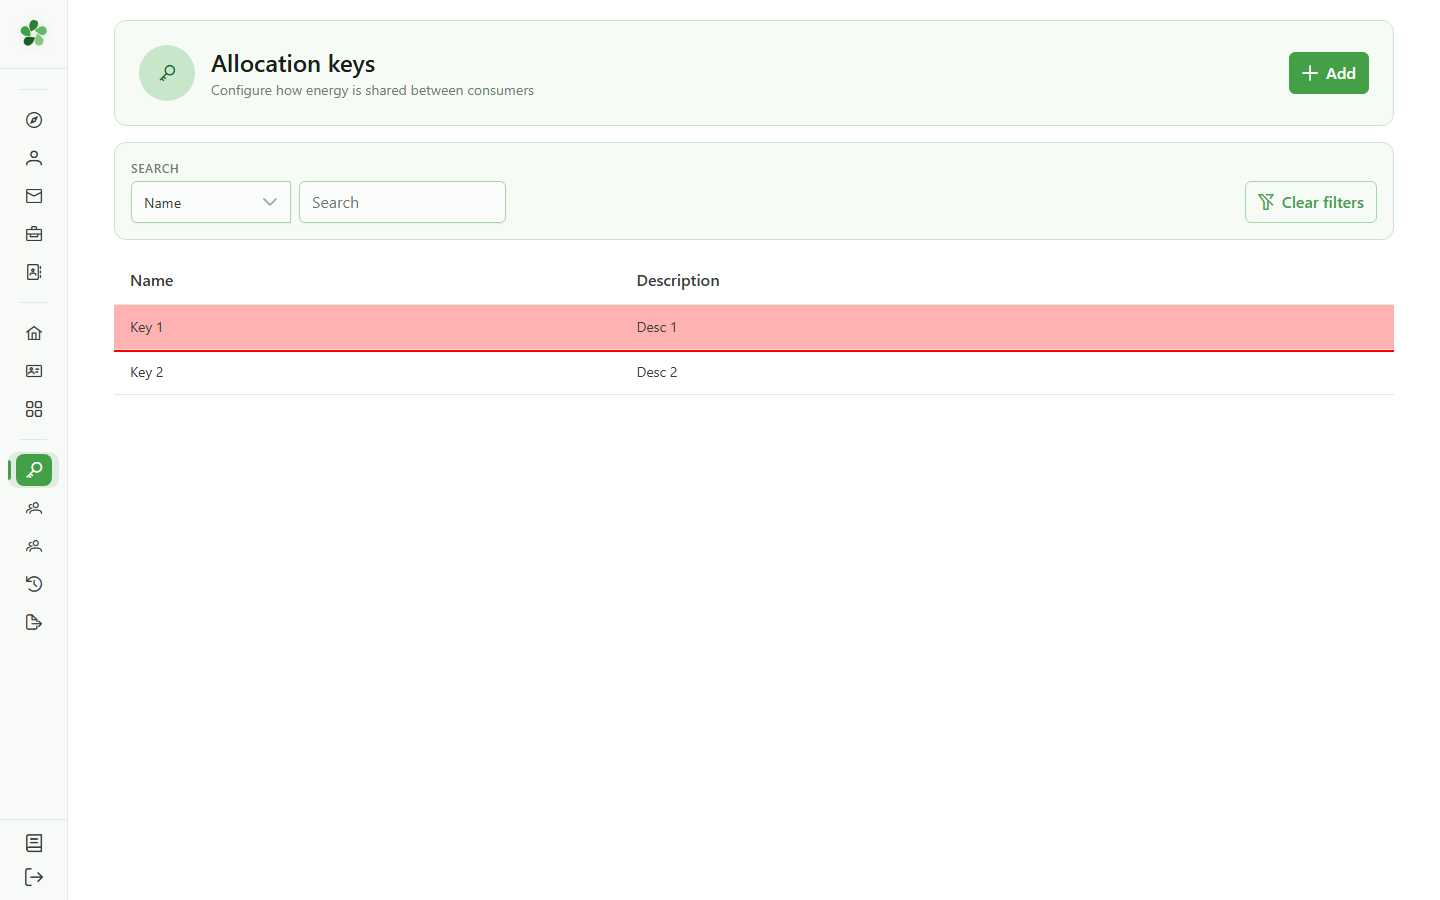 Allocation keys
Configure how energy is shared between consumers
Add
SEARCH
Name
Search
Clear filters
Name Description
Key 1 Desc 1
Key 2 Desc 2